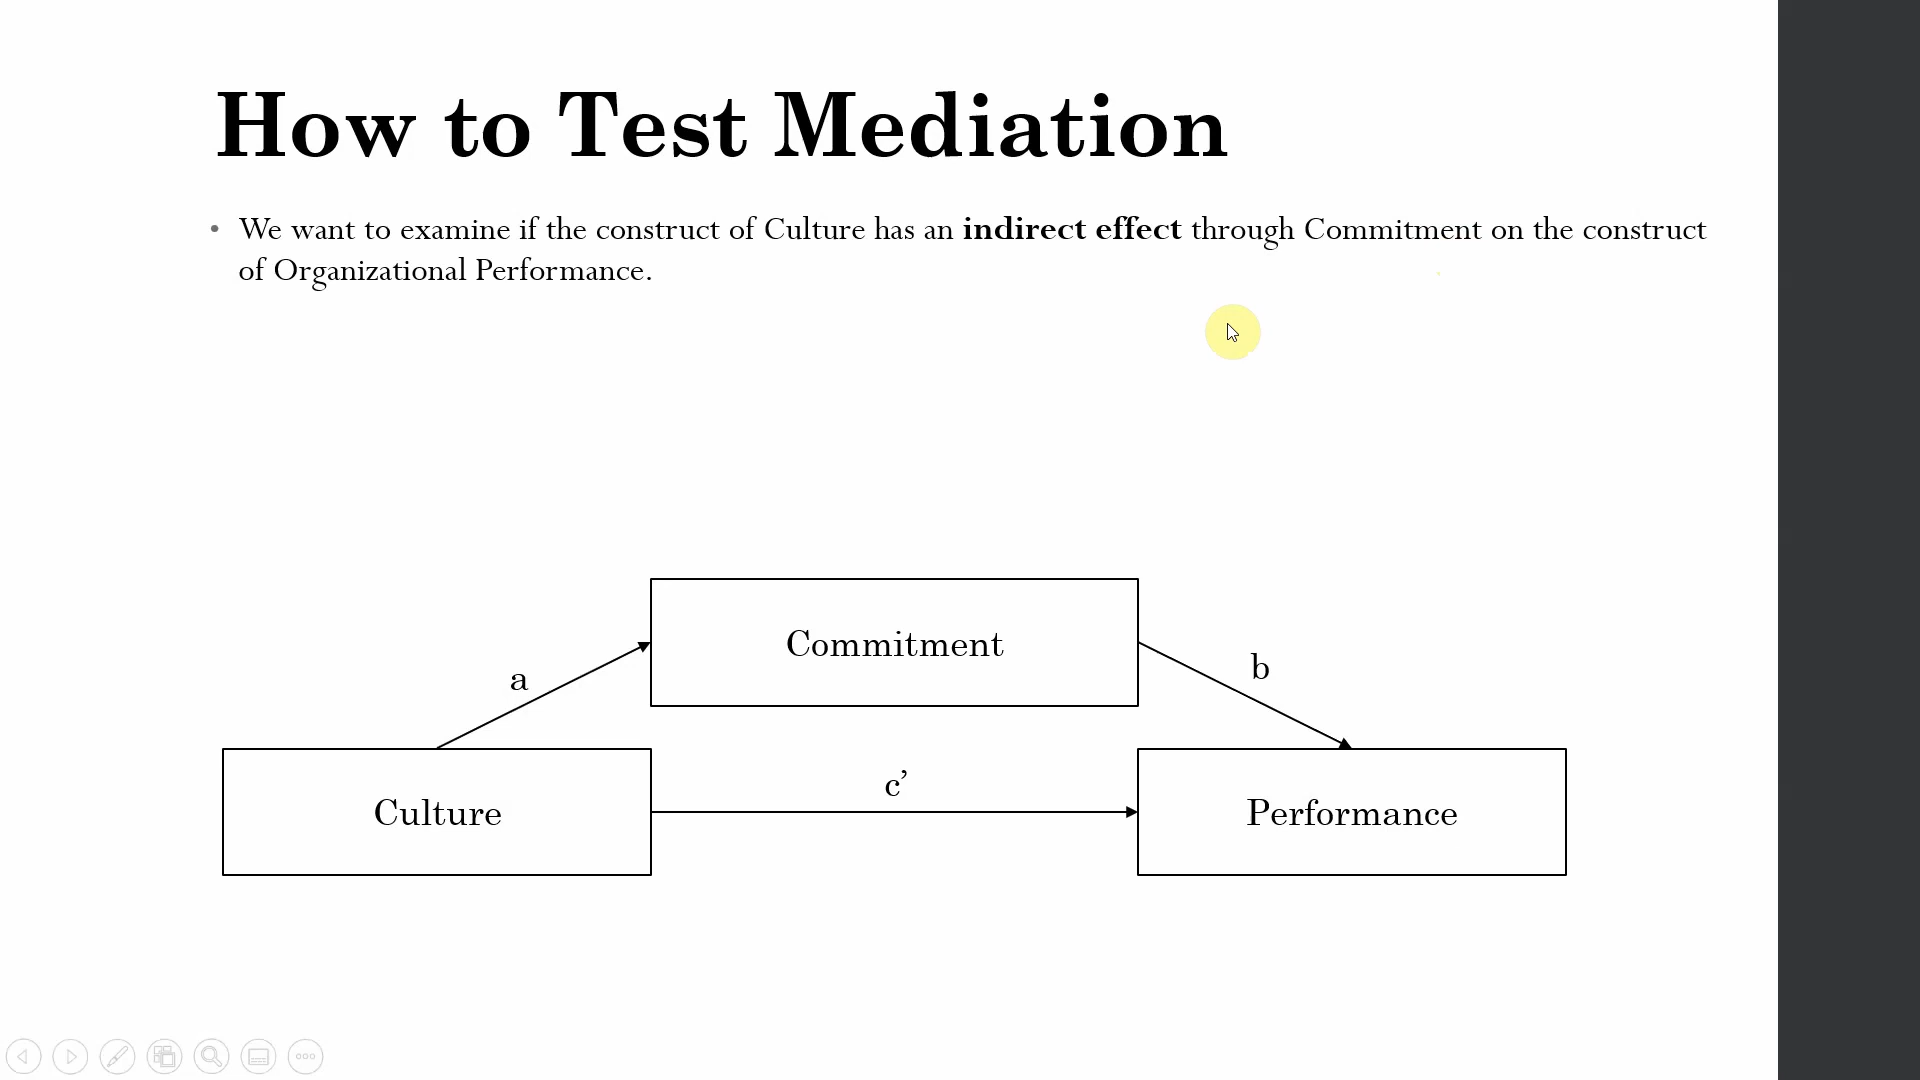 How to Test Mediation
• We want to examine if the construct of Culture has an indirect effect through Commitment on the construct
of Organizational Performance.
Commitment
a
b
c’
Culture
Performance